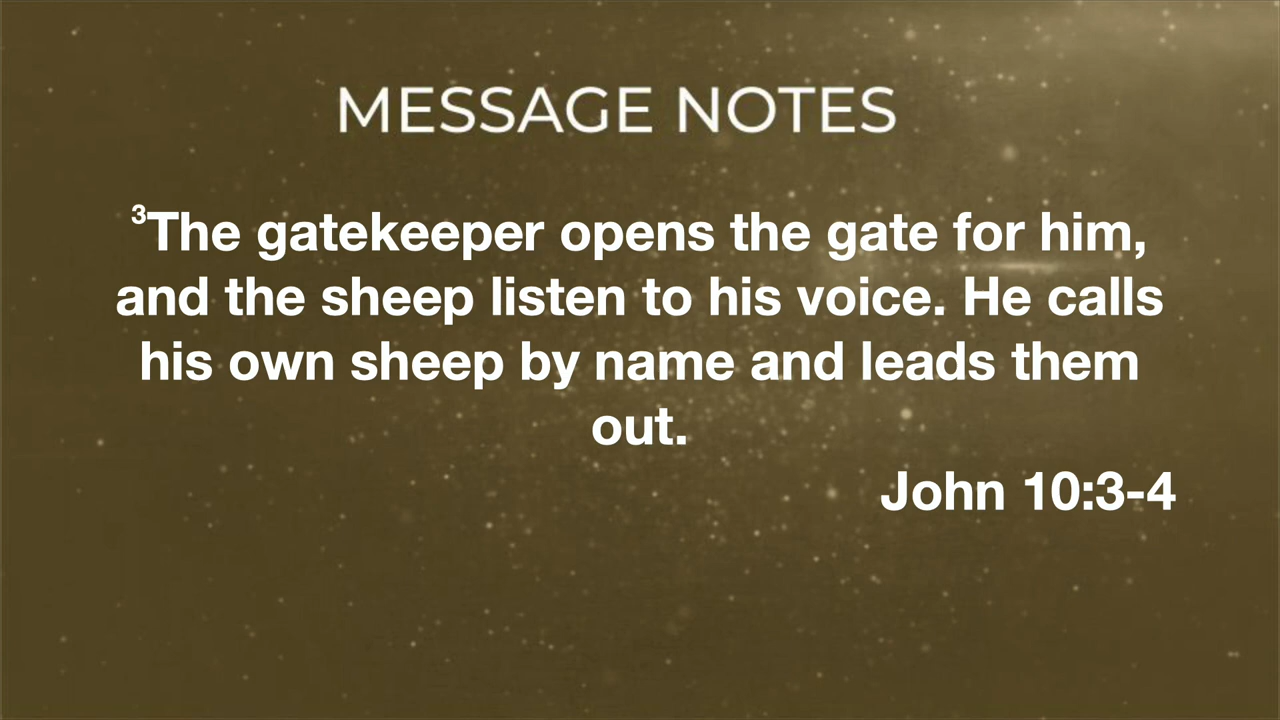 MESSAGE NOTES
³The gatekeeper opens the gate for him,
and the sheep listen to his voice. He calls
his own sheep by name and leads them
out.
John 10:3-4